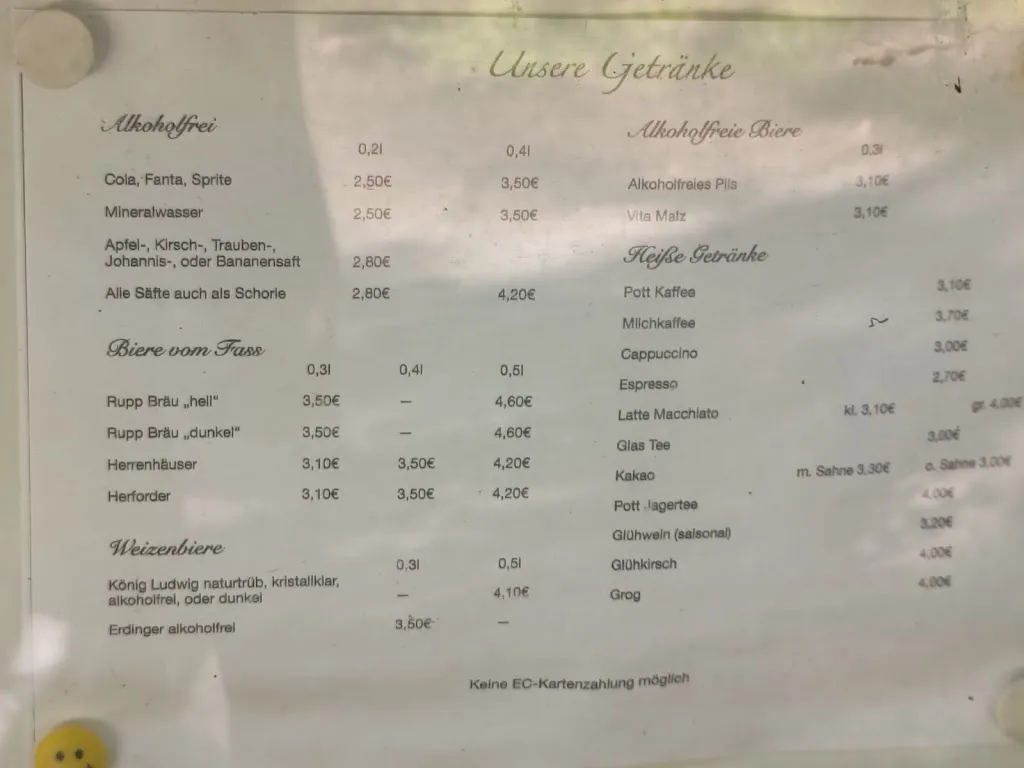 Unsere Getränke
Alkoholfrei
0,2l 0,4l
Cola, Fanta, Sprite 2,50€ 3,50€
Mineralwasser 2,50€ 3,50€
Apfel-, Kirsch-, Trauben-,
Johannis-, oder Bananensaft 2,80€
Alle Säfte auch als Schorle 2,80€ 4,20€
Biere vom Fass
0,3l 0,4l 0,5l
Rupp Bräu „hell“ 3,50€ – 4,60€
Rupp Bräu „dunkel“ 3,50€ – 4,60€
Herrenhäuser 3,10€ 3,50€ 4,20€
Herforder 3,10€ 3,50€ 4,20€
Weizenbiere
0,3l 0,5l
König Ludwig naturtrüb, kristallklar,
alkoholfrei, oder dunkel – 4,10€
Erdinger alkoholfrei 3,50€ –
Alkoholfreie Biere
0,3l
Alkoholfreies Pils 3,10€
Vita Malz 3,10€
Heiße Getränke
Pott Kaffee 3,10€
Milchkaffee 3,70€
Cappuccino 3,00€
Espresso 2,70€
Latte Macchiato kl. 3,10€ gr. 4,00€
Glas Tee 3,00€
Kakao m. Sahne 3,30€ o. Sahne 3,00€
Pott Jagertee 4,00€
Glühwein (saisonal) 3,20€
Glühkirsch 4,00€
Grog 4,00€
Keine EC-Kartenzahlung möglich